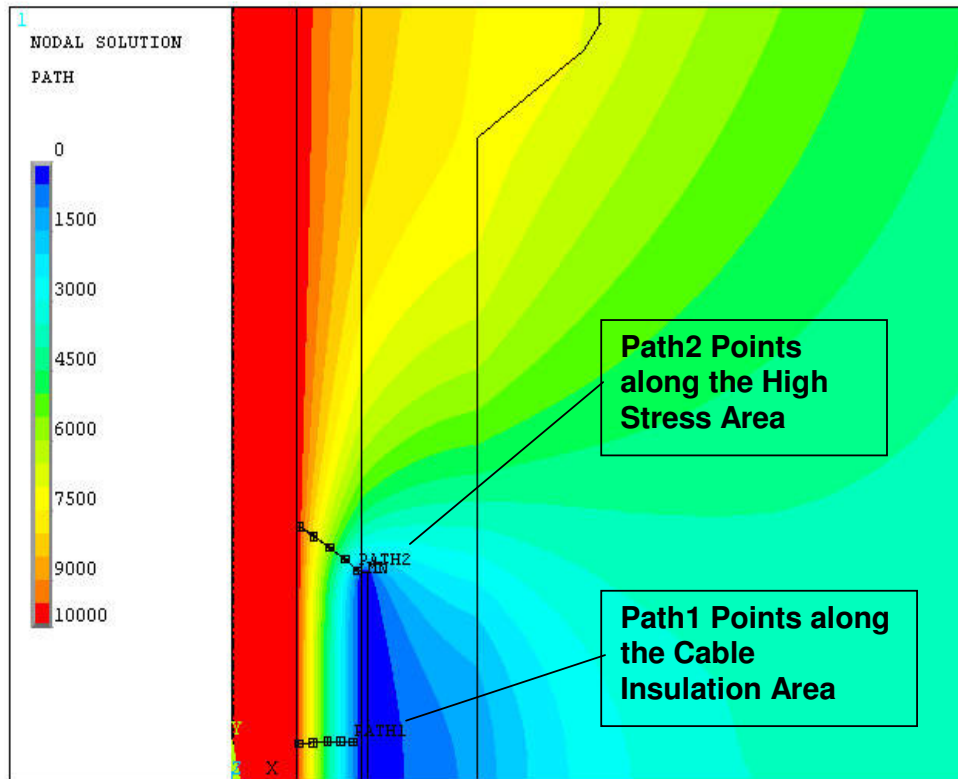 1
NODAL SOLUTION
PATH
0
1500
3000
4500
6000
7500
9000
10000
Path2 Points
along the High
Stress Area
PATH2
MN
Path1 Points along
the Cable
Insulation Area
PATH1
Y
Z
X